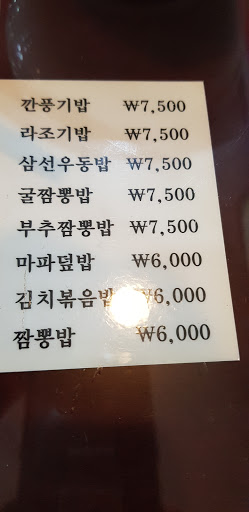 깐풍기밥 ₩7,500
라조기밥 ₩7,500
삼선우동밥 ₩7,500
굴짬뽕밥 ₩7,500
부추짬뽕밥 ₩7,500
마파덮밥 ₩6,000
김치볶음밥 ₩6,000
짬뽕밥 ₩6,000